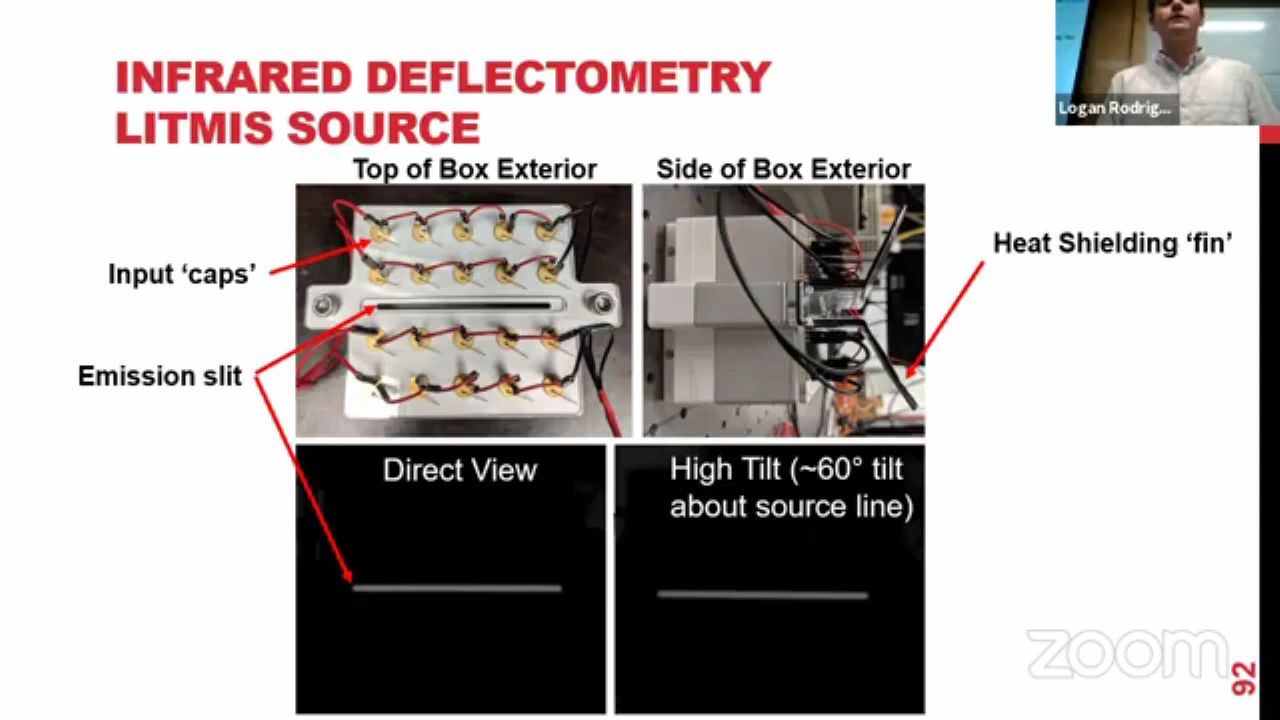 INFRARED DEFLECTOMETRY
LITMIS SOURCE
Logan Rodrig...
Top of Box Exterior
Side of Box Exterior
Heat Shielding ‘fin’
Input ‘caps’
Emission slit
Direct View
High Tilt (~60° tilt
about source line)
zoom
92